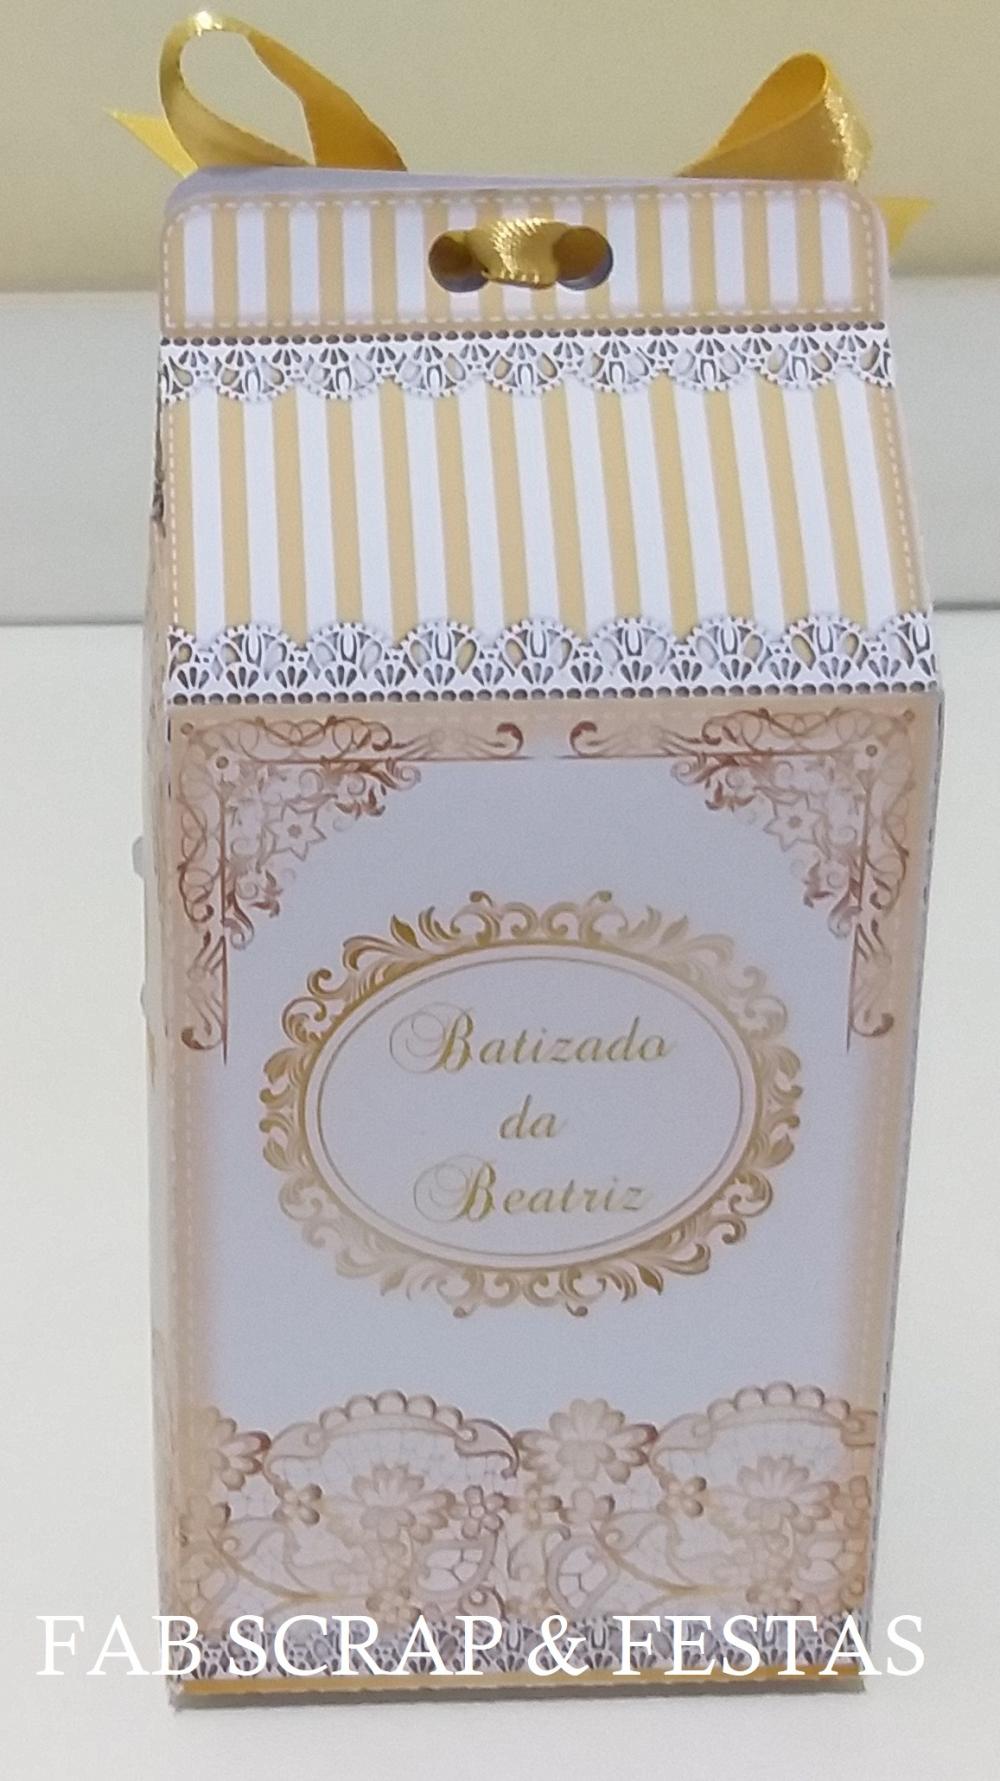 Batizado
da
Beatriz
FAB SCRAP & FESTAS